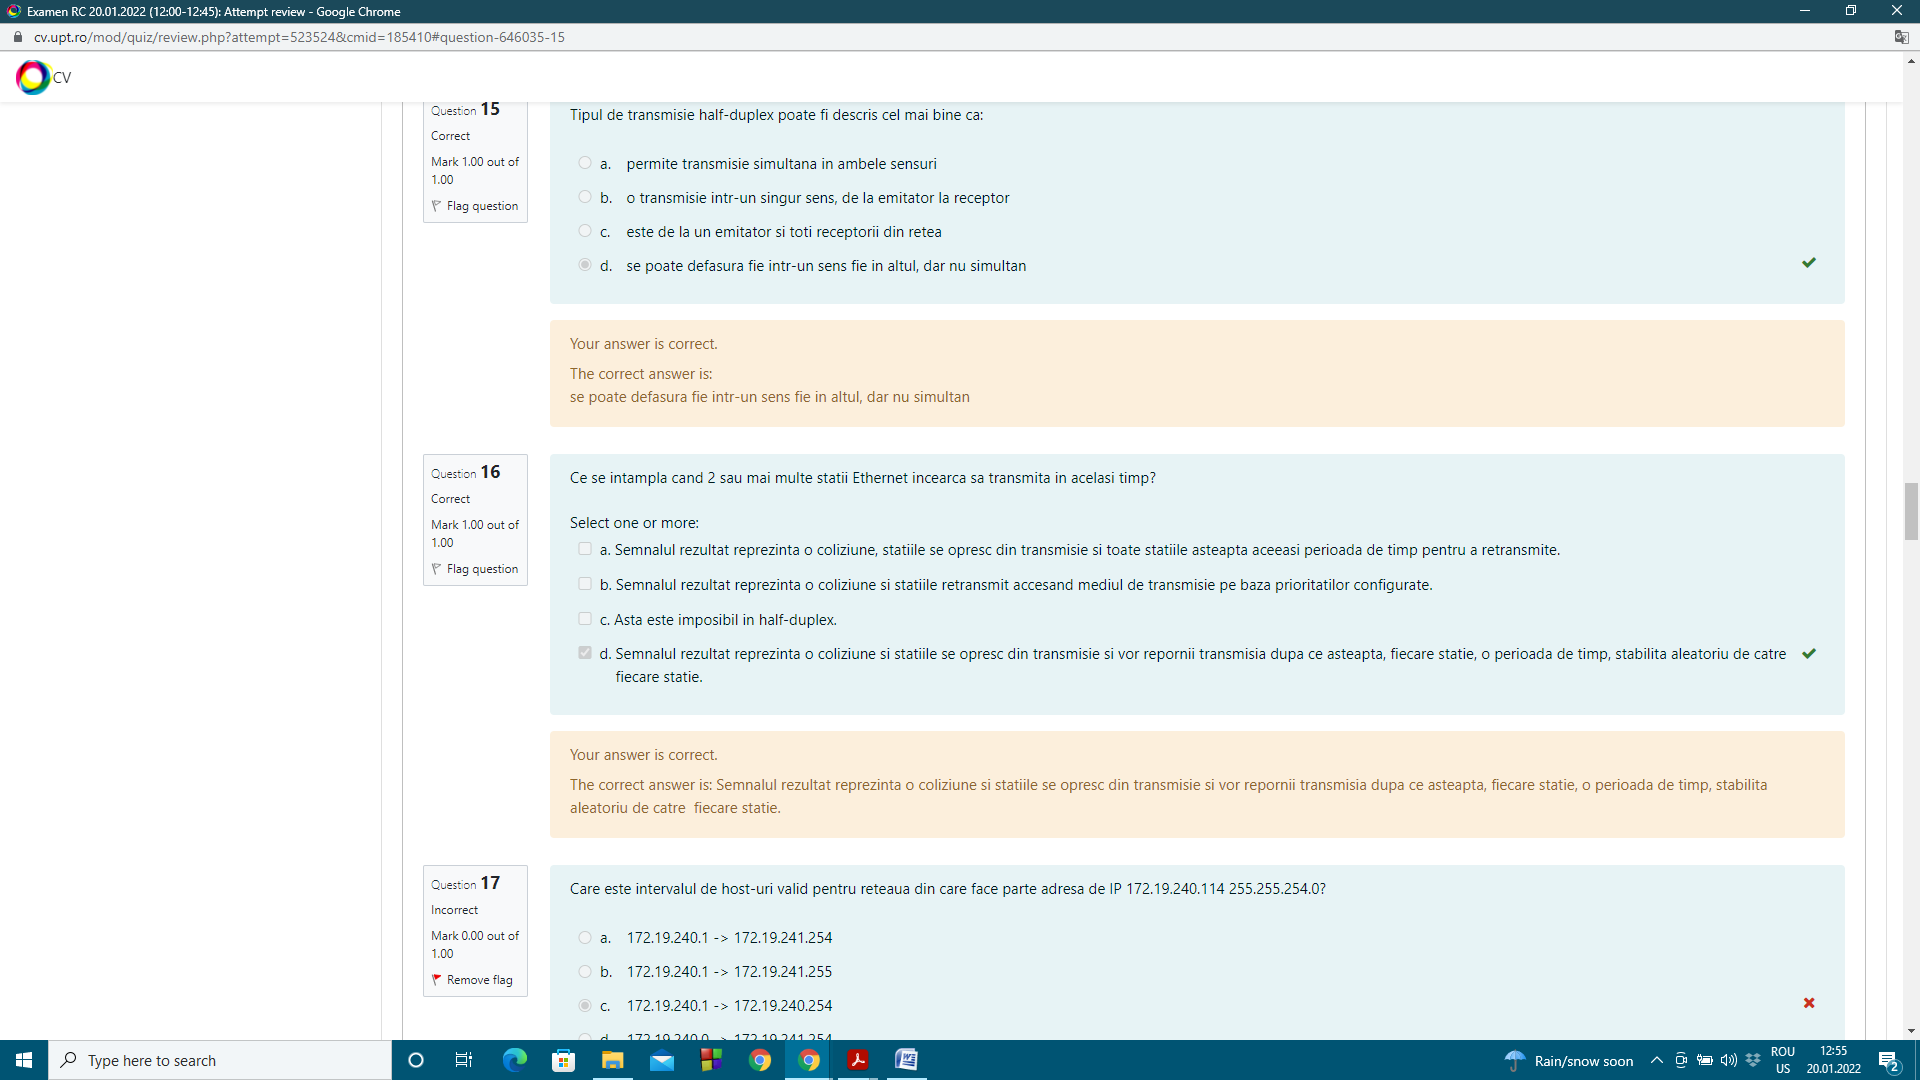 Examen RC 20.01.2022 (12:00-12:45): Attempt review - Google Chrome
cv.upt.ro/mod/quiz/review.php?attempt=523524&cmid=185410#question-646035-15
CV
Question 15
Correct
Mark 1.00 out of
1.00
Flag question
Tipul de transmisie half-duplex poate fi descris cel mai bine ca:
a. permite transmisie simultana in ambele sensuri
b. o transmisie intr-un singur sens, de la emitator la receptor
c. este de la un emitator si toti receptorii din retea
d. se poate defasura fie intr-un sens fie in altul, dar nu simultan
Your answer is correct.
The correct answer is:
se poate defasura fie intr-un sens fie in altul, dar nu simultan
Question 16
Correct
Mark 1.00 out of
1.00
Flag question
Ce se intampla cand 2 sau mai multe statii Ethernet incearca sa transmita in acelasi timp?
Select one or more:
a. Semnalul rezultat reprezinta o coliziune, statiile se opresc din transmisie si toate statiile asteapta aceeasi perioada de timp pentru a retransmite.
b. Semnalul rezultat reprezinta o coliziune si statiile retransmit accesand mediul de transmisie pe baza prioritatilor configurate.
c. Asta este imposibil in half-duplex.
d. Semnalul rezultat reprezinta o coliziune si statiile se opresc din transmisie si vor repornii transmisia dupa ce asteapta, fiecare statie, o perioada de timp, stabilita aleatoriu de catre
fiecare statie.
Your answer is correct.
The correct answer is: Semnalul rezultat reprezinta o coliziune si statiile se opresc din transmisie si vor repornii transmisia dupa ce asteapta, fiecare statie, o perioada de timp, stabilita
aleatoriu de catre fiecare statie.
Question 17
Incorrect
Mark 0.00 out of
1.00
Remove flag
Care este intervalul de host-uri valid pentru reteaua din care face parte adresa de IP 172.19.240.114 255.255.254.0?
a. 172.19.240.1 -> 172.19.241.254
b. 172.19.240.1 -> 172.19.241.255
c. 172.19.240.1 -> 172.19.240.254
d. 172.19.240.0 -> 172.19.241.254
Type here to search
Rain/snow soon
ROU
US
12:55
20.01.2022
2